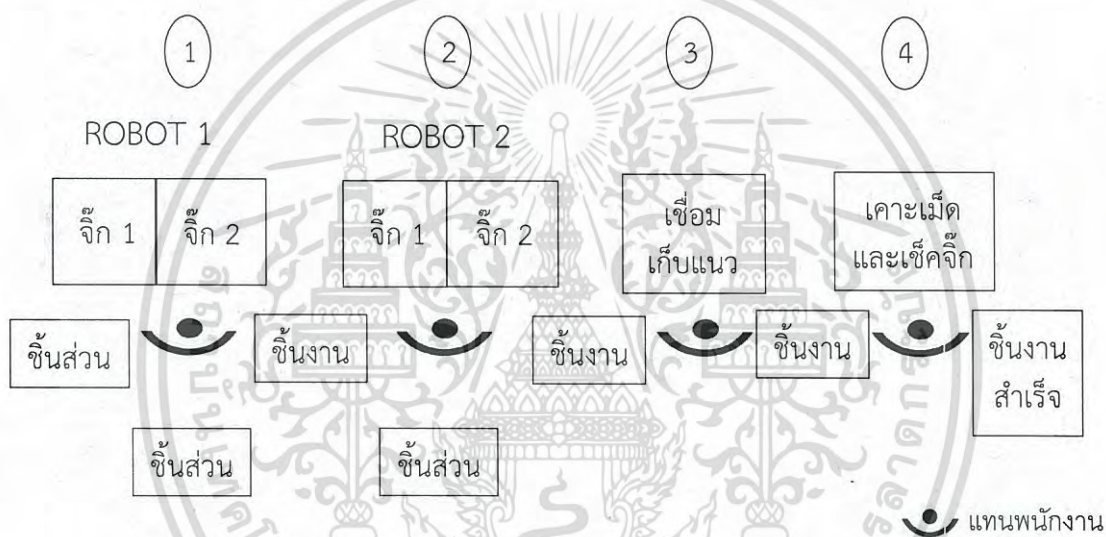 1 2 3 4
ROBOT 1 ROBOT 2
จิ๊ก 1 จิ๊ก 2 จิ๊ก 1 จิ๊ก 2
เชื่อม
เก็บแนว
เคาะเม็ด
และเช็คจิ๊ก
ชิ้นส่วน ชิ้นงาน ชิ้นงาน ชิ้นงาน
ชิ้นงาน
สำเร็จ
ชิ้นส่วน ชิ้นส่วน
แทนพนักงาน